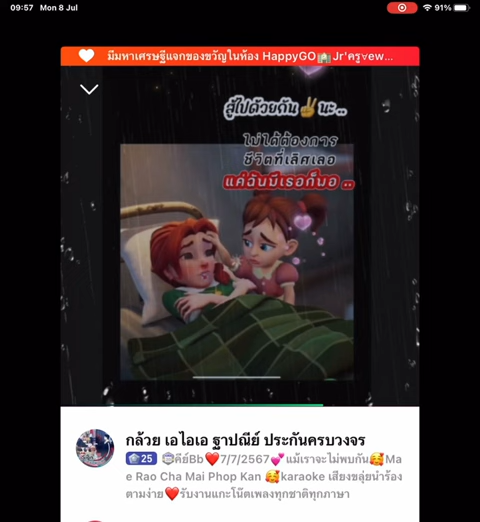 09:57 Mon 8 Jul
91%
มีมหาเศรษฐีแจกของขวัญในห้อง HappyGO🏰Jr'ครู∀ew...
สู้ไปด้วยกัน✌️นะ..
ไม่ได้ต้องการ
ชีวิตที่เลิศเลอ
แค่ฉันมีเธอก็พอ ..
กล้วย เอไอเอ ฐาปณีย์ ประกันครบวงจร
25 คีย์Bb❤️7/7/2567💕แม้เราจะไม่พบกัน🥰Ma
e Rao Cha Mai Phop Kan 🥰karaoke เสียงขลุ่ยนำร้อง
ตามง่าย❤️รับงานแกะโน๊ตเพลงทุกชาติทุกภาษา